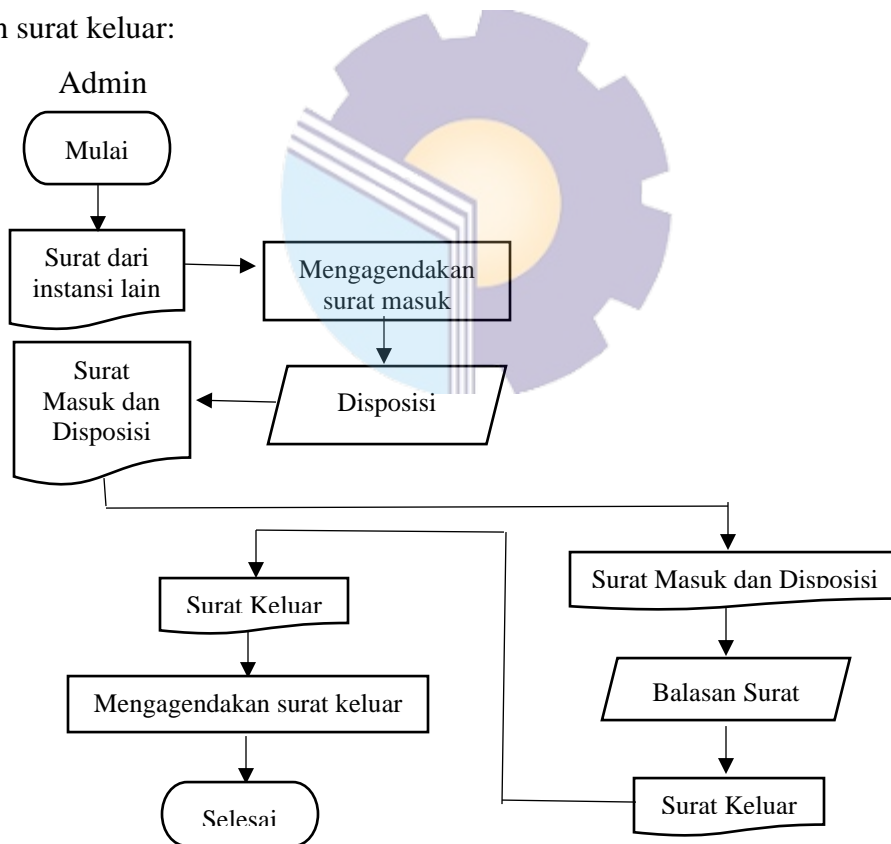 n surat keluar:
Admin
Mulai
Surat dari
instansi lain
Mengagendakan
surat masuk
Surat
Masuk dan
Disposisi
Disposisi
Surat Masuk dan Disposisi
Surat Keluar
Balasan Surat
Mengagendakan surat keluar
Surat Keluar
Selesai